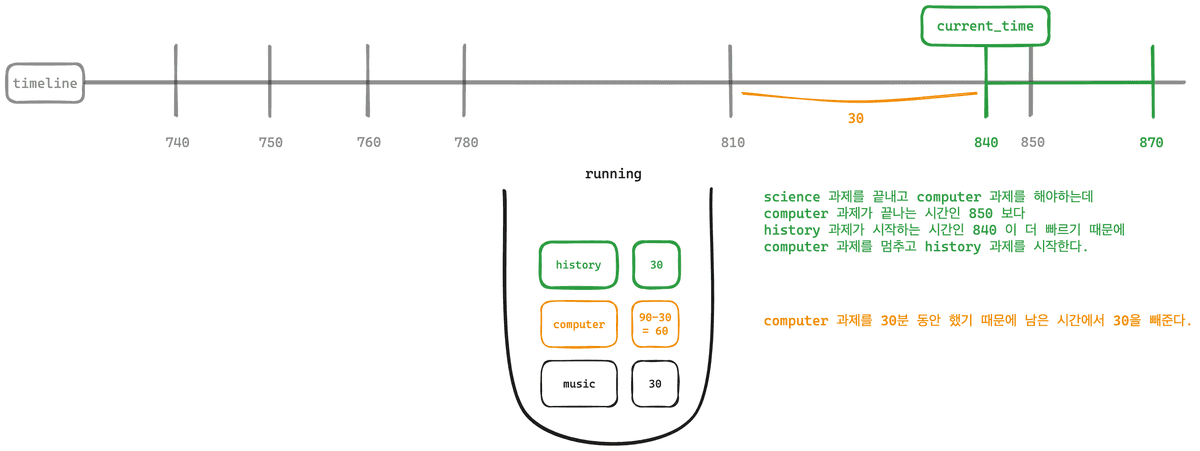 current_time
timeline
30
740 750 760 780 810 840 850 870
running
science 과제를 끝내고 computer 과제를 해야하는데
computer 과제가 끝나는 시간인 850 보다
history 과제가 시작하는 시간인 840 이 더 빠르기 때문에
computer 과제를 멈추고 history 과제를 시작한다.
history 30
computer 90-30
= 60
computer 과제를 30분 동안 했기 때문에 남은 시간에서 30을 빼준다.
music 30